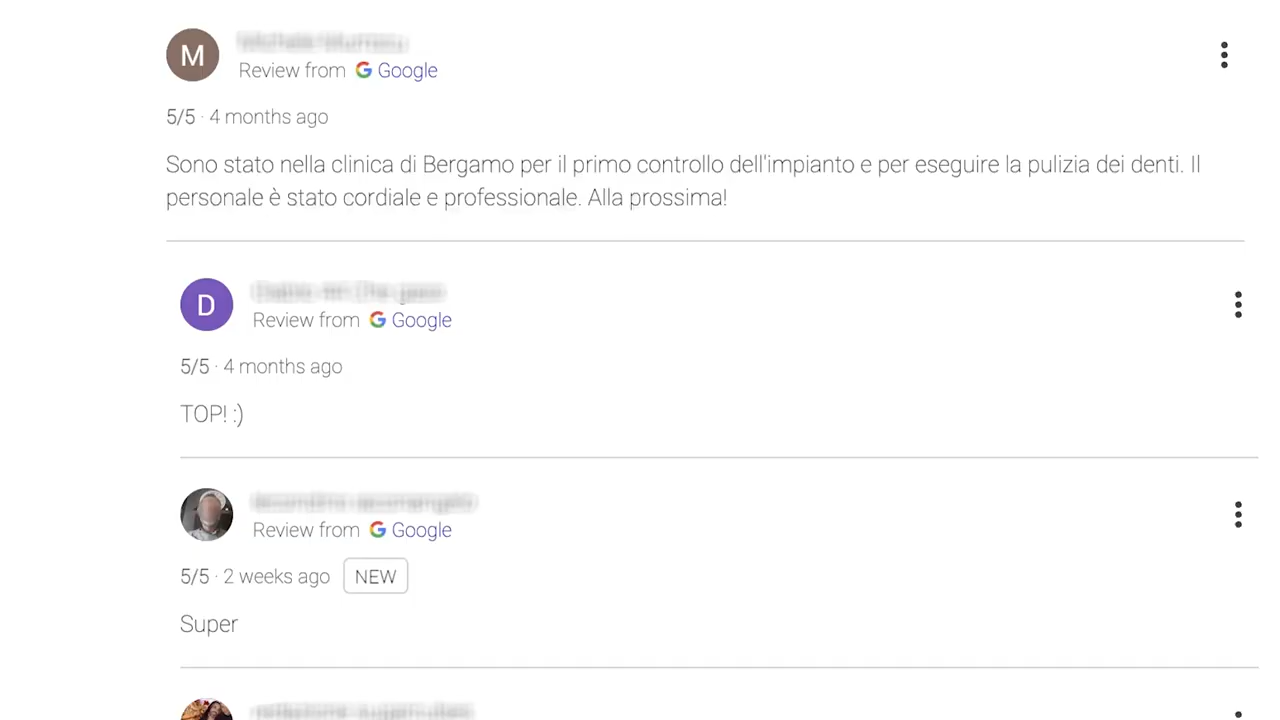 M
Review from Google
5/5 · 4 months ago
Sono stato nella clinica di Bergamo per il primo controllo dell'impianto e per eseguire la pulizia dei denti. Il
personale è stato cordiale e professionale. Alla prossima!
D
Review from Google
5/5 · 4 months ago
TOP! :)
Review from Google
5/5 · 2 weeks ago NEW
Super